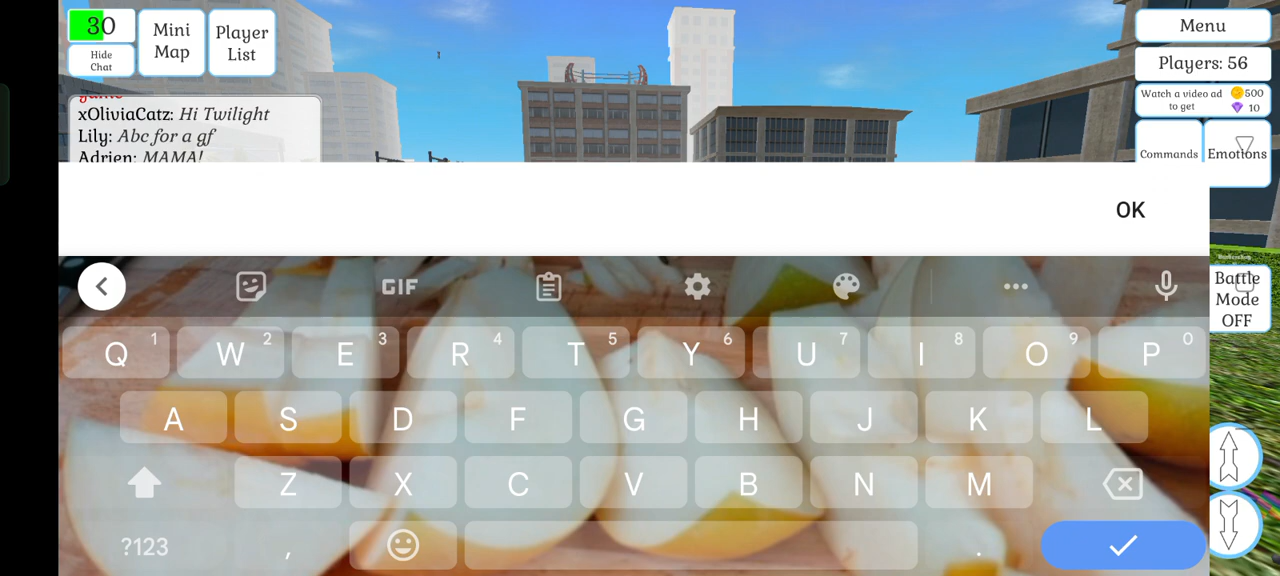 30
Hide
Chat
Mini
Map
Player
List
game
xOliviaCatz: Hi Twilight
Lily: Abc for a gf
Adrien: MAMA!
Menu
Players: 56
Watch a video ad
to get
500
10
Commands
Emotions
OK
Battle
Mode
OFF
GIF
Q 1 W 2 E 3 R 4 T 5 Y 6 U 7 I 8 O 9 P 0
A S D F G H J K L
Z X C V B N M
?123 , .